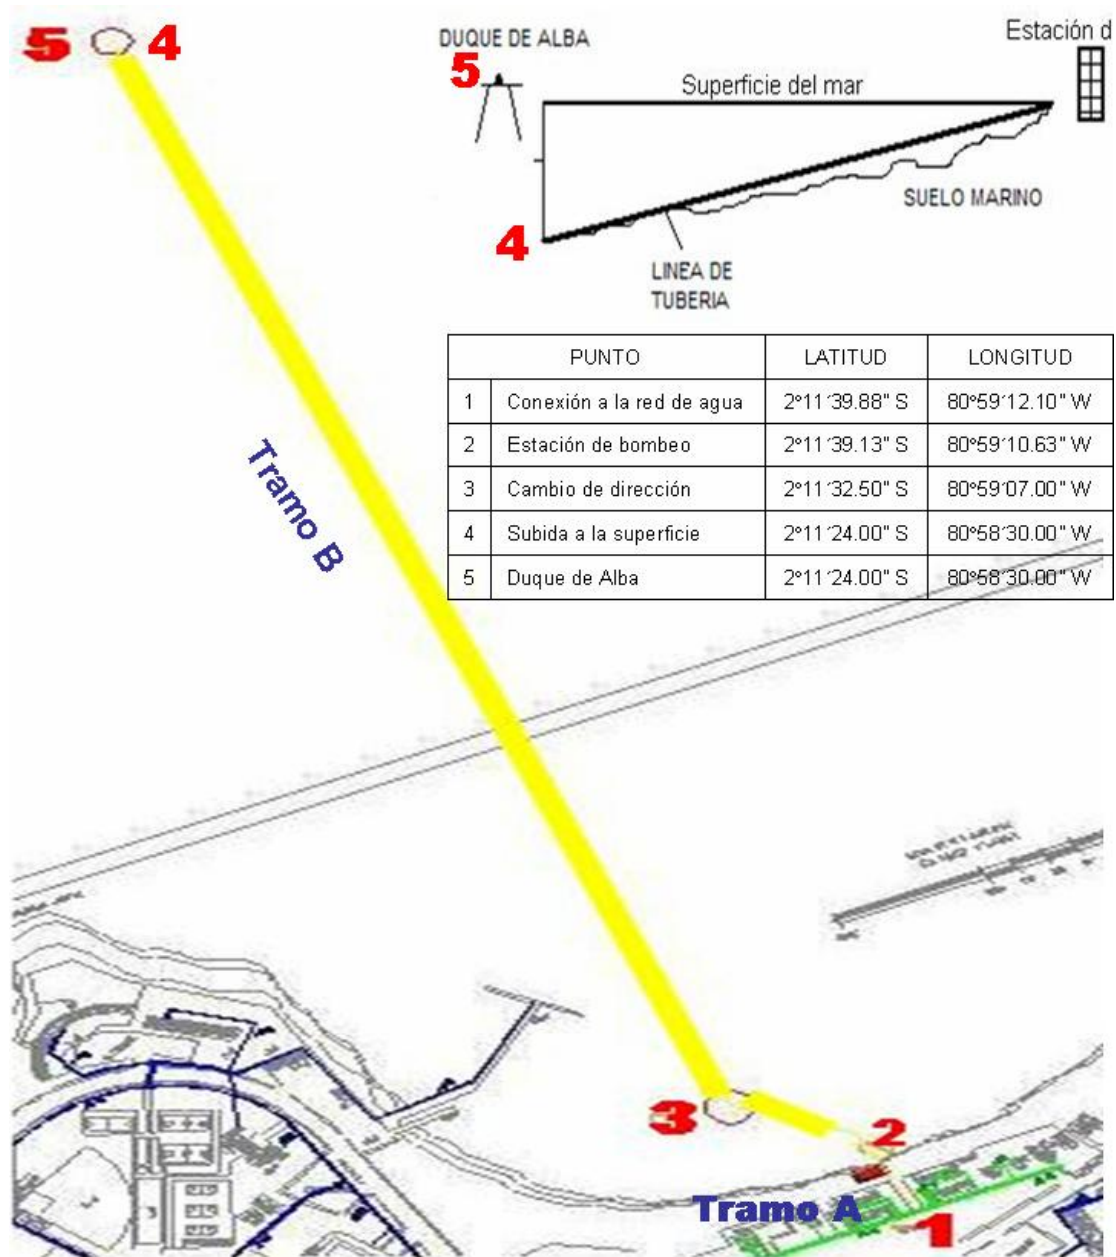 5 4
DUQUE DE ALBA
5
Estación d
Superficie del mar
SUELO MARINO
4
LINEA DE
TUBERIA
PUNTO LATITUD LONGITUD
1 Conexión a la red de agua 2°11´39.88" S 80°59´12.10" W
2 Estación de bombeo 2°11´39.13" S 80°59´10.63" W
3 Cambio de dirección 2°11´32.50" S 80°59´07.00" W
4 Subida a la superficie 2°11´24.00" S 80°58´30.00" W
5 Duque de Alba 2°11´24.00" S 80°58´30.00" W
Tramo B
3
2
Tramo A
1